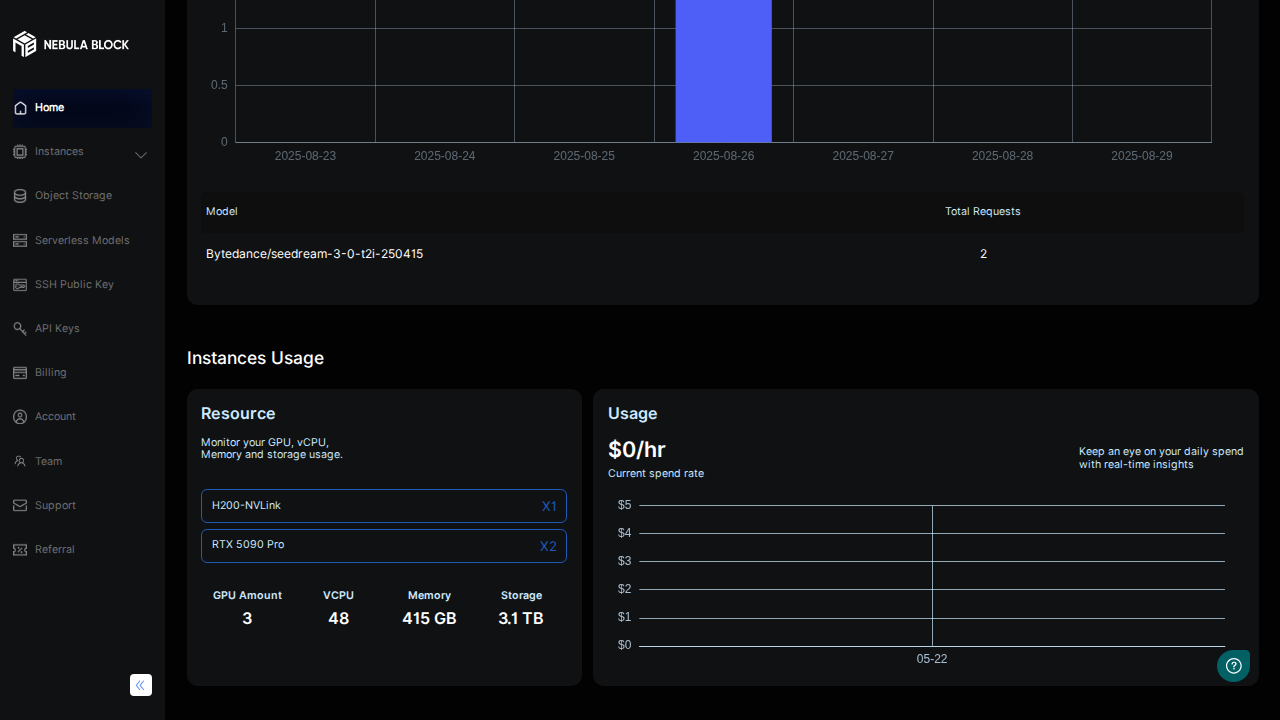 NEBULA BLOCK
Home
Instances
Object Storage
Serverless Models
SSH Public Key
API Keys
Billing
Account
Team
Support
Referral
1
0.5
0
2025-08-23
2025-08-24
2025-08-25
2025-08-26
2025-08-27
2025-08-28
2025-08-29
Model
Total Requests
Bytedance/seedream-3-0-t2i-250415
2
Instances Usage
Resource
Monitor your GPU, vCPU,
Memory and storage usage.
H200-NVLink
X1
RTX 5090 Pro
X2
GPU Amount
VCPU
Memory
Storage
3
48
415 GB
3.1 TB
Usage
$0/hr
Current spend rate
Keep an eye on your daily spend
with real-time insights
$5
$4
$3
$2
$1
$0
05-22